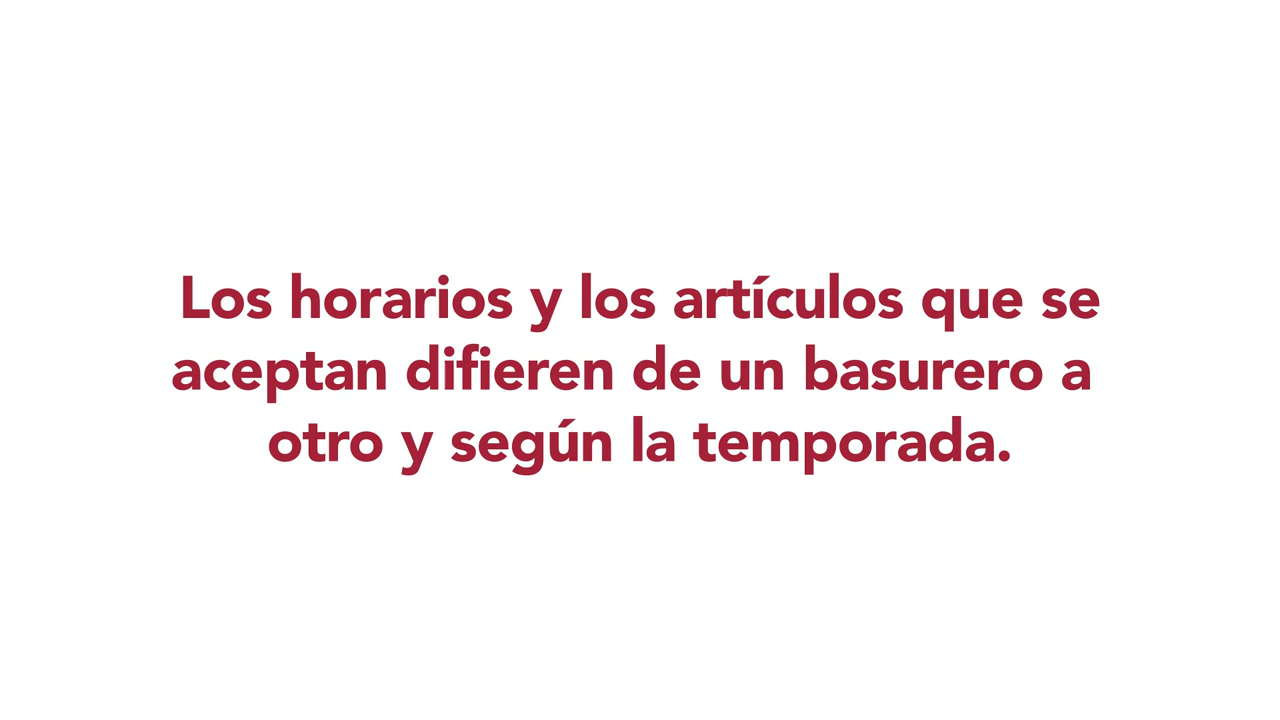 Los horarios y los artículos que se
aceptan difieren de un basurero a
otro y según la temporada.